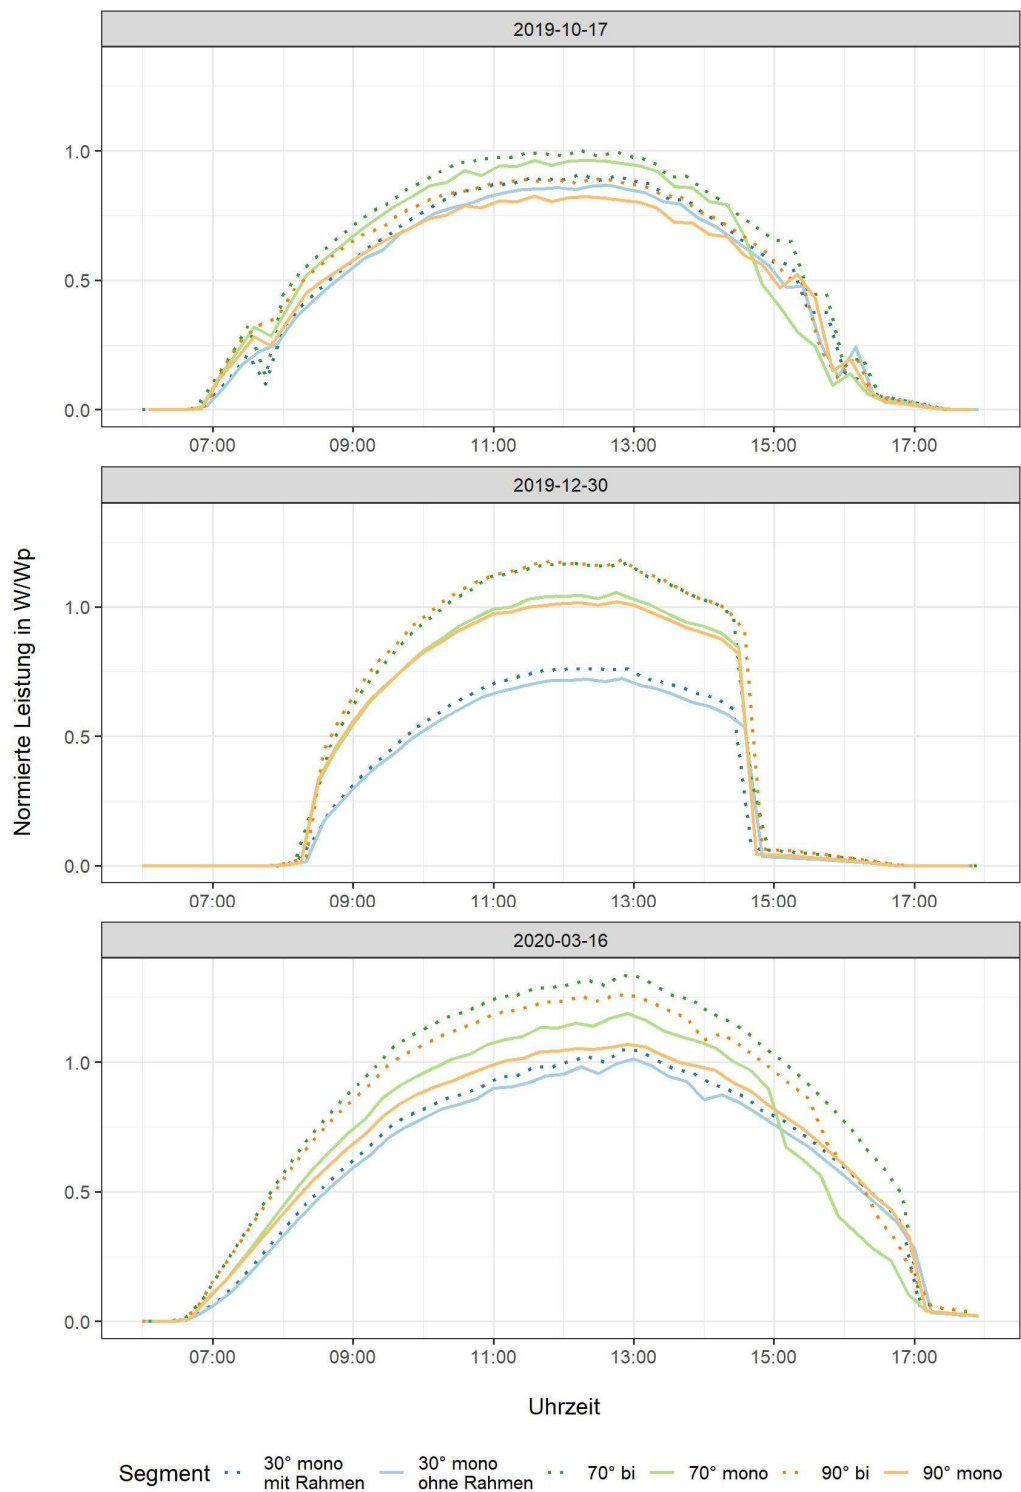 2019-10-17
1.0
0.5
0.0
07:00 09:00 11:00 13:00 15:00 17:00
2019-12-30
1.0
0.5
0.0
07:00 09:00 11:00 13:00 15:00 17:00
2020-03-16
1.0
0.5
0.0
07:00 09:00 11:00 13:00 15:00 17:00
Normierte Leistung in W/Wp
Uhrzeit
Segment
30° mono
mit Rahmen
30° mono
ohne Rahmen
70° bi
70° mono
90° bi
90° mono